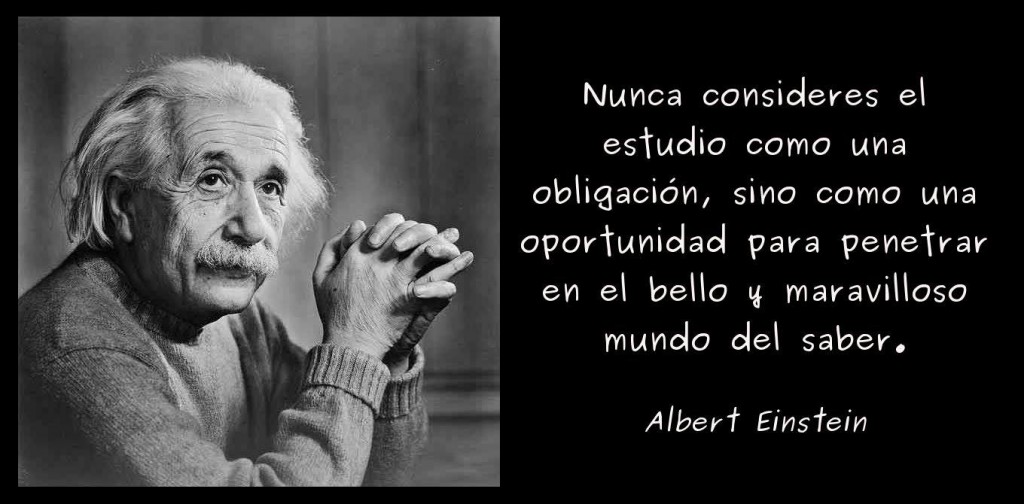 Nunca consideres el
estudio como una
obligación, sino como una
oportunidad para penetrar
en el bello y maravilloso
mundo del saber.
Albert Einstein